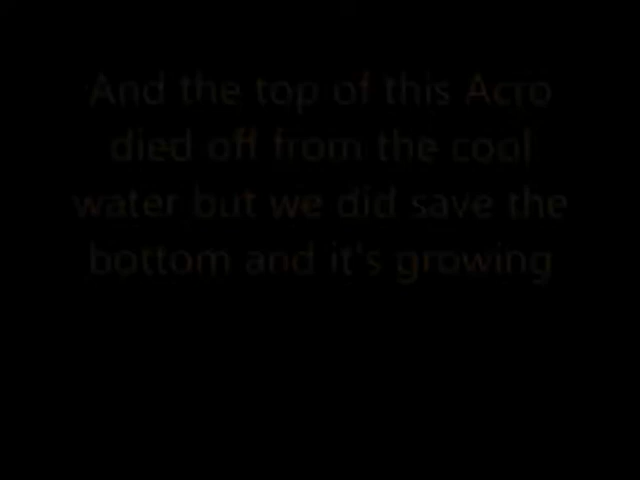 And the top of this Acro
died off from the cool
water but we did save the
bottom and it's growing